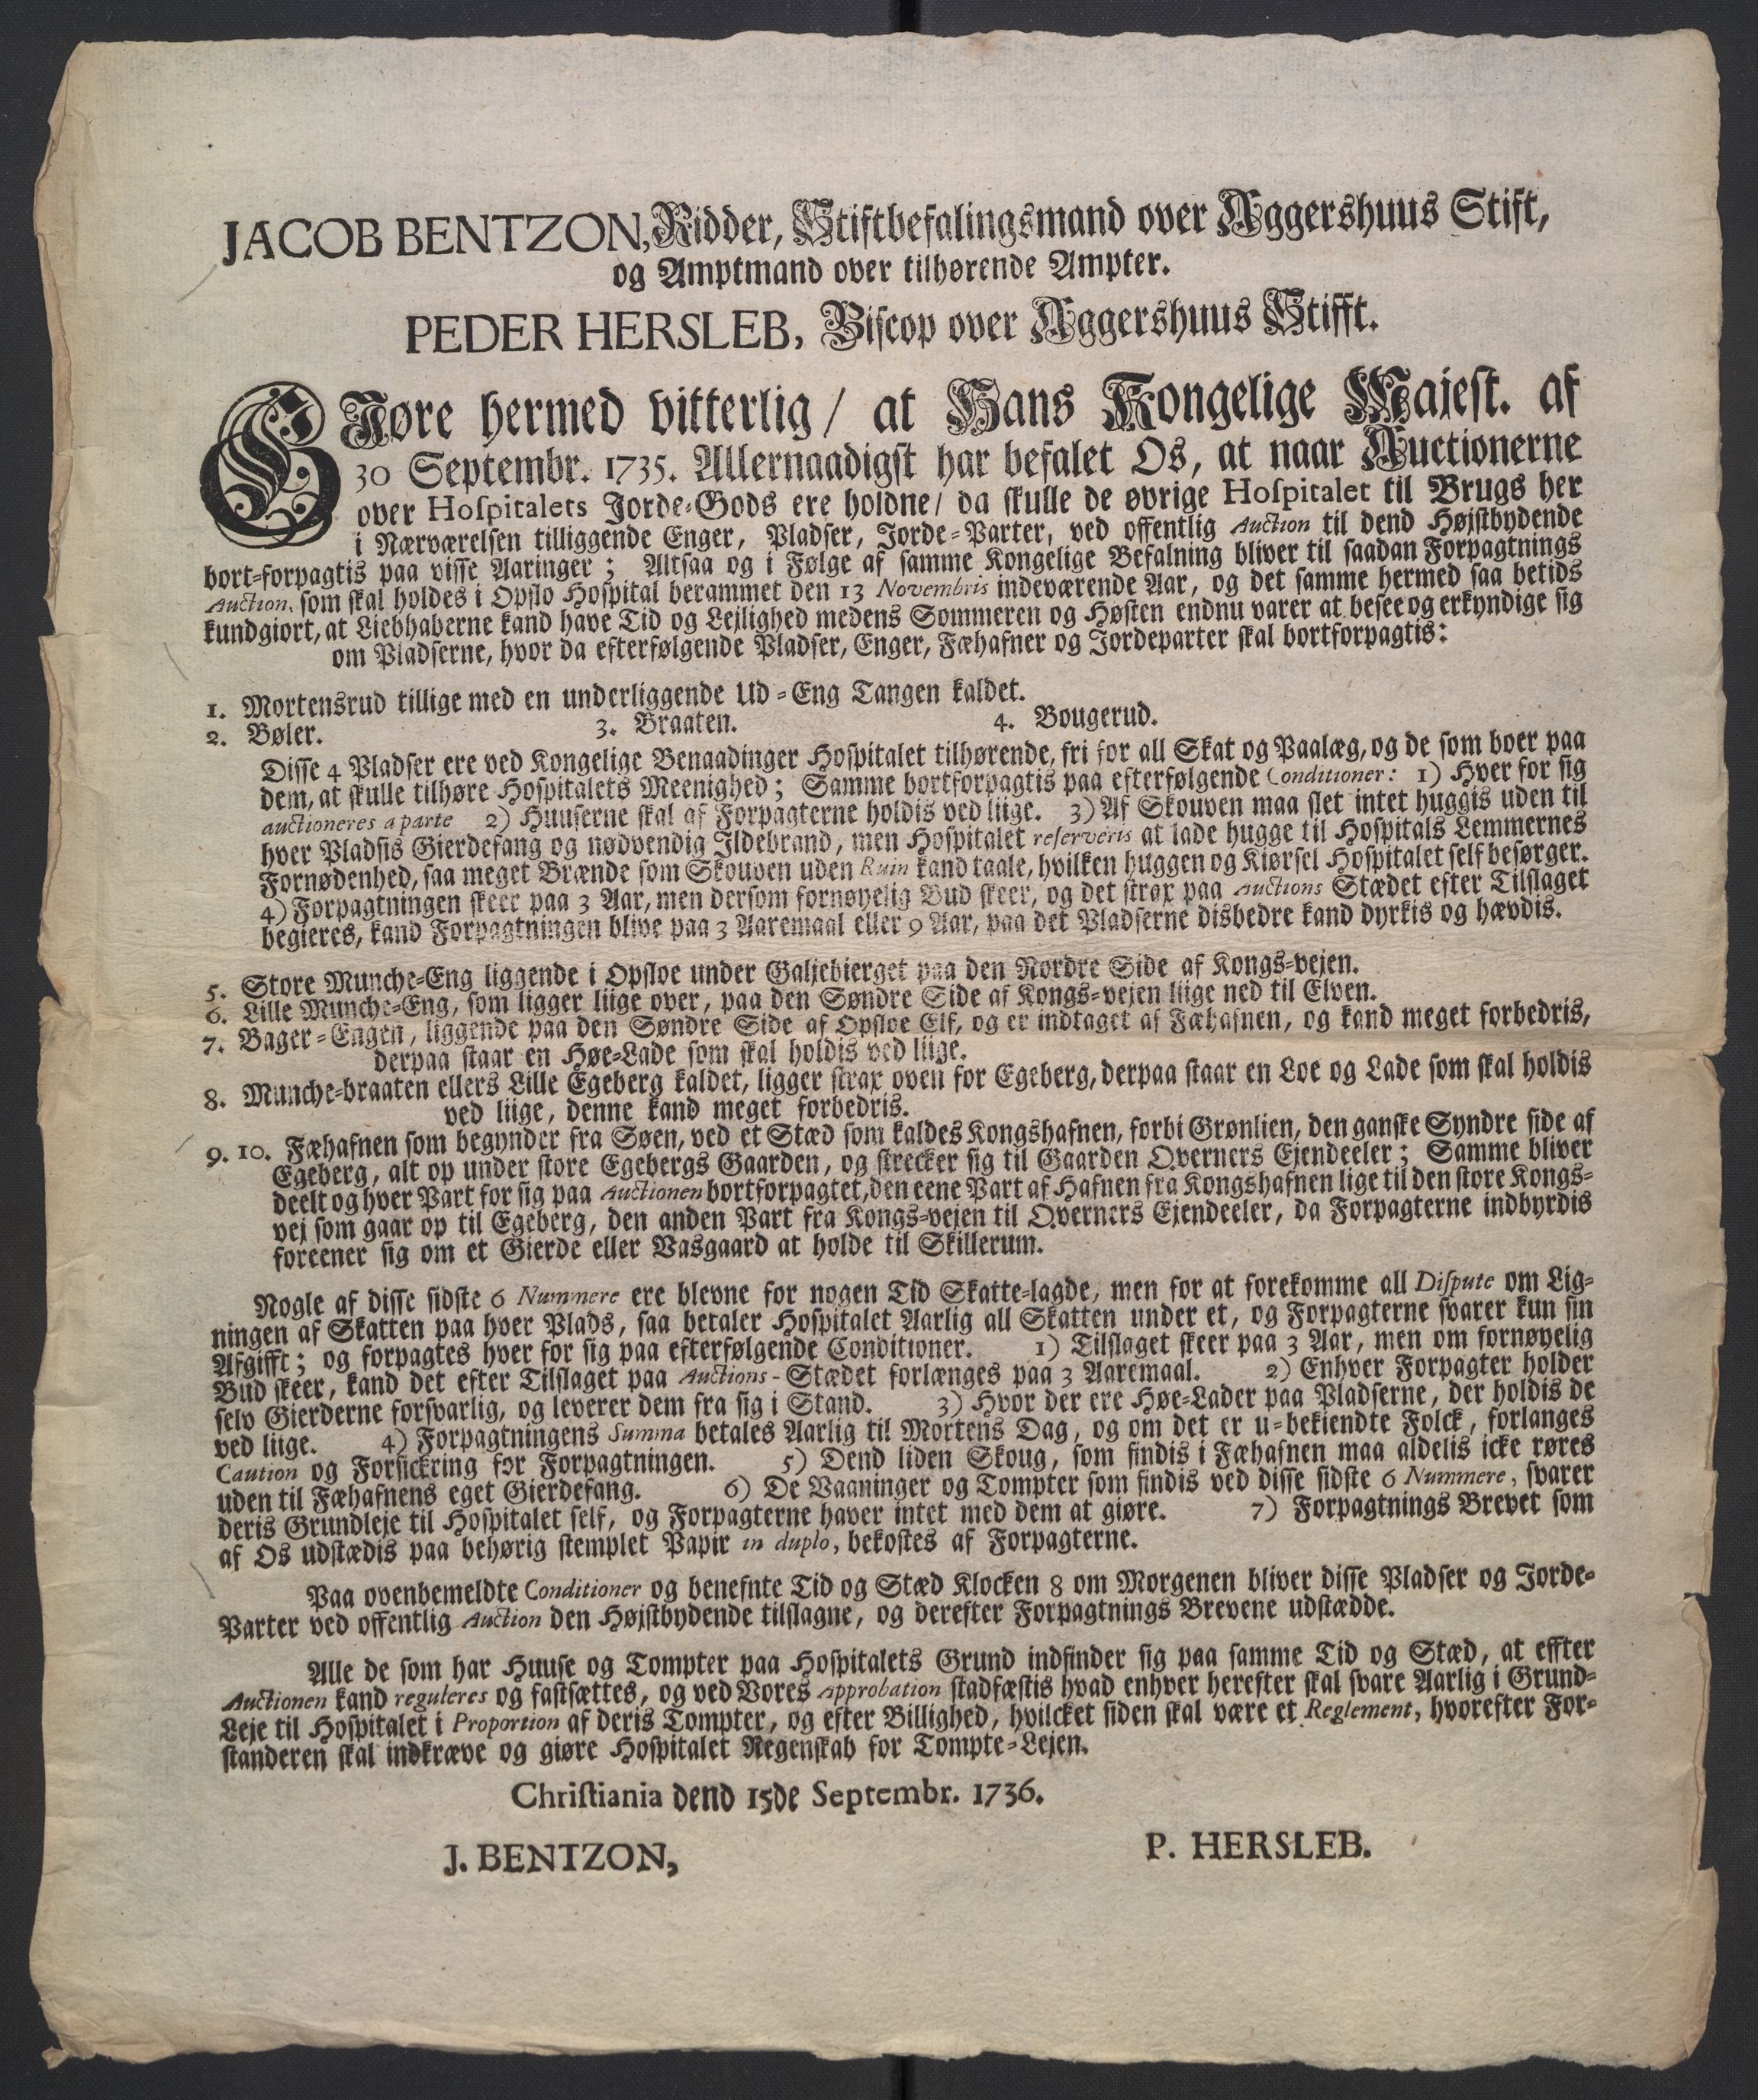 JACOB BENTZON, Ridder, Stiftbefalingsmand over Aggershuus Stift,
og Amptmand over tilhørende Ampter.
PEDER HERSLEB, Biscop over Aggershuus Stifft.
GIøre hermed vitterlig / at Hans Kongelige Majest. af
30 Septembr. 1735. Allernaadigst har befalet Os, at naar Auctionerne
over Hospitalets Jorde-Gods ere holdne / da skulle de øvrige Hospitalet til Brugs her
i Nærværelsen tilliggende Enger, Pladser, Jorde-Parter, ved offentlig Auction til dend Højstbydende
bort-forpagtis paa visse Aaringer; Altsaa og i Følge af samme Kongelige Befalning bliver til saadan Forpagtnings
Auction, som skal holdes i Opslo Hospital berammet den 13 Novembris indeværende Aar, og det samme hermed saa betids
kundgiort, at Liebhaberne kand have Tid og Lejlighed medens Sommeren og Høsten endnu varer at besee og erkyndige sig
om Pladserne, hvor da efterfølgende Pladser, Enger, Fæhafner og Jordeparter skal bortforpagtis:
1. Mortensrud tillige med en underliggende Ud-Eng Tangen kaldet.
2. Bøler. 3. Braaten. 4. Bougerud.
Disse 4 Pladser ere ved Kongelige Benaadinger Hospitalet tilhørende, fri for all Skat og Paalæg, og de som boer paa
dem, at skulle tilhøre Hospitalets Meenighed; Samme bortforpagtis paa efterfølgende Conditioner: 1) Hver for sig
auctioneres a parte 2) Huuserne skal af Forpagterne holdis ved liige. 3) Af Skouven maa slet intet huggis uden til
hver Pladsis Gierdefang og nødvendig Ildebrand, men Hospitalet reserveris at lade hugge til Hospitals Lemmernes
Fornødenhed, saa meget Brænde som Skouven uden Ruin kand taale, hvilken huggen og Kiørsel Hospitalet self besørger.
4) Forpagtningen skeer paa 3 Aar, men dersom fornøyelig Bud skeer, og det strax paa Auctions Stædet efter Tilslaget
begieres, kand Forpagtningen blive paa 3 Aaremaal eller 9 Aar, paa det Pladserne disbedre kand dyrkis og hævdis.
5. Store Munche-Eng liggende i Opsloe under Galjebierget paa den Nordre Side af Kongs-vejen.
6. Lille Munche-Eng, som ligger liige over, paa den Søndre Side af Kongs-vejen liige ned til Elven.
7. Bager-Engen, liggende paa den Søndre Side af Opsloe Elf, og er indtaget af Fæhafnen, og kand meget forbedris,
derpaa staar en Høe-Lade som skal holdis ved liige.
8. Munche-braaten ellers Lille Egeberg kaldet, ligger strax oven for Egeberg, derpaa staar en Loe og Lade som skal holdis
ved liige, denne kand meget forbedris.
9. 10. Fæhafnen som begynder fra Søen, ved et Stæd som kaldes Kongshafnen, forbi Grønlien, den ganske Syndre side af
Egeberg, alt op under store Egebergs Gaarden, og strecker sig til Gaarden Qverners Ejendeeler; Samme bliver
deelt og hver Part for sig paa Auctionen bortforpagtet, den eene Part af Hafnen fra Kongshafnen lige til den store Kongs-
vej som gaar op til Egeberg, den anden Part fra Kongs-vejen til Qverners Ejendeeler, da Forpagterne indbyrdis
foreener sig om et Gierde eller Vasgaard at holde til Skillerum.
Nogle af disse sidste 6 Nummere ere blevne for nogen Tid Skatte-lagde, men for at forekomme all Dispute om Lig-
ningen af Skatten paa hver Plads, saa betaler Hospitalet Aarlig all Skatten under et, og Forpagterne svarer kun sin
Afgifft; og forpagtes hver for sig paa efterfølgende Conditioner. 1) Tilslaget skeer paa 3 Aar, men om fornøyelig
Bud skeer, kand det efter Tilslaget paa Auctions-Stædet forlænges paa 3 Aaremaal. 2) Enhver Forpagter holder
selv Gierderne forsvarlig, og leverer dem fra sig i Stand. 3) Hvor der ere Høe-Lader paa Pladserne, der holdis de
ved liige. 4) Forpagtningens Summa betales Aarlig til Mortens Dag, og om det er u-bekiendte Folck, forlanges
Caution og Forsickring for Forpagtningen. 5) Dend liden Skoug, som findis i Fæhafnen maa aldelis icke røres
uden til Fæhafnens eget Gierdefang. 6) De Vaaninger og Tompter som findis ved disse sidste 6 Nummere, svarer
deris Grundleje til Hospitalet self, og Forpagterne haver intet med dem at giøre. 7) Forpagtnings Brevet som
af Os udstædis paa behørig stemplet Papir in duplo, bekostes af Forpagterne.
Paa ovenbemeldte Conditioner og benefnte Tid og Stæd Klocken 8 om Morgenen bliver disse Pladser og Jorde-
Parter ved offentlig Auction den Højstbydende tilslagne, og derefter Forpagtnings Brevene udstædde.
Alle de som har Huuse og Tompter paa Hospitalets Grund indfinder sig paa samme Tid og Stæd, at effter
Auctionen kand reguleres og fastsættes, og ved Vores Approbation stadfæstis hvad enhver herefter skal svare Aarlig i Grund-
Leje til Hospitalet i Proportion af deris Tompter, og efter Billighed, hvilcket siden skal være et Reglement, hvorefter For-
standeren skal indkræve og giøre Hospitalet Regenskab for Tompte-Lejen.
Christiania dend 15de Septembr. 1736.
J. BENTZON, P. HERSLEB.